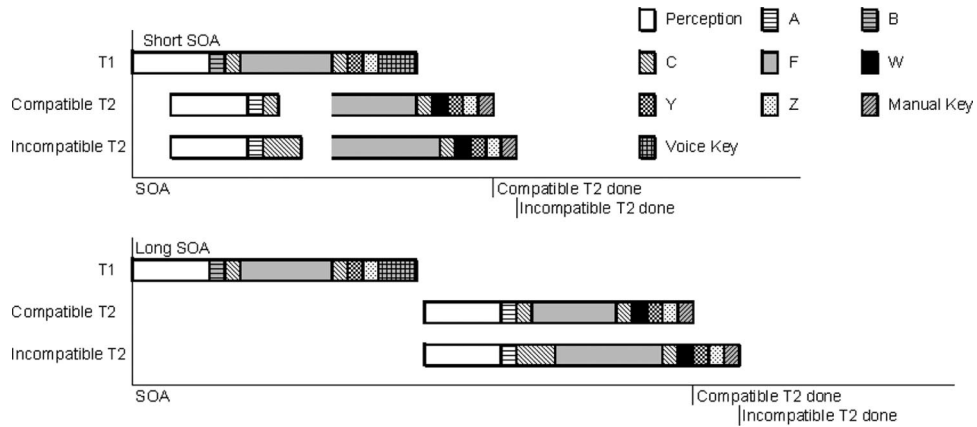 Perception A B
Short SOA
T1 C F W
Compatible T2 Y Z Manual Key
Incompatible T2 Voice Key
SOA Compatible T2 done
Incompatible T2 done
Long SOA
T1
Compatible T2
Incompatible T2
SOA Compatible T2 done
Incompatible T2 done